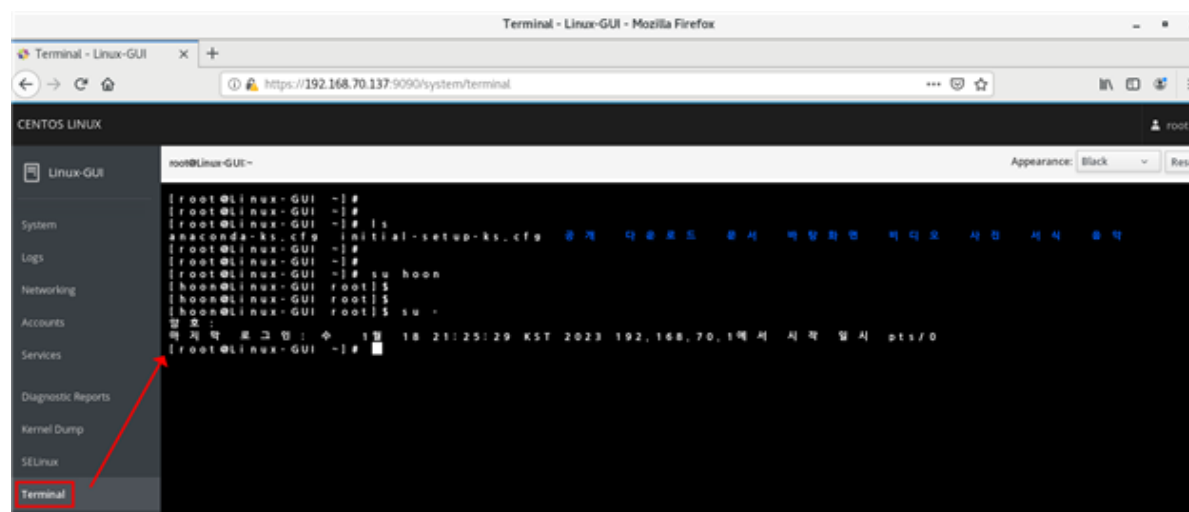 Terminal - Linux-GUI - Mozilla Firefox
Terminal - Linux-GUI
https://192.168.70.137:9090/system/terminal
CENTOS LINUX
root
Linux-GUI
root@Linux-GUI:~
Appearance:
Black
Res
System
Logs
Networking
Accounts
Services
Diagnostic Reports
Kernel Dump
SELinux
Terminal
[root@Linux-GUI ~]#
[root@Linux-GUI ~]#
[root@Linux-GUI ~]# ls
anaconda-ks.cfg initial-setup-ks.cfg 공개 다운로드 문서 바탕화면 비디오 사진 서식 음악
[root@Linux-GUI ~]#
[root@Linux-GUI ~]#
[root@Linux-GUI ~]# su hoon
[hoon@Linux-GUI root]$
[hoon@Linux-GUI root]$
[hoon@Linux-GUI root]$ su -
암호:
마지막 로그인: 수 1월 18 21:25:29 KST 2023 192.168.70.1에서 시작 일시 pts/0
[root@Linux-GUI ~]#